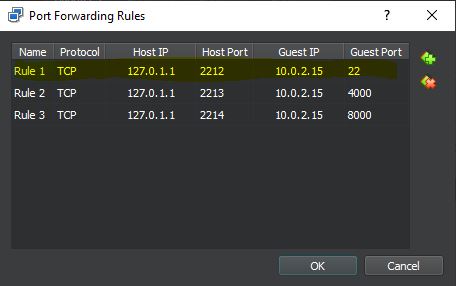 Port Forwarding Rules ?
Name Protocol Host IP Host Port Guest IP Guest Port
Rule 1 TCP 127.0.1.1 2212 10.0.2.15 22
Rule 2 TCP 127.0.1.1 2213 10.0.2.15 4000
Rule 3 TCP 127.0.1.1 2214 10.0.2.15 8000
OK Cancel